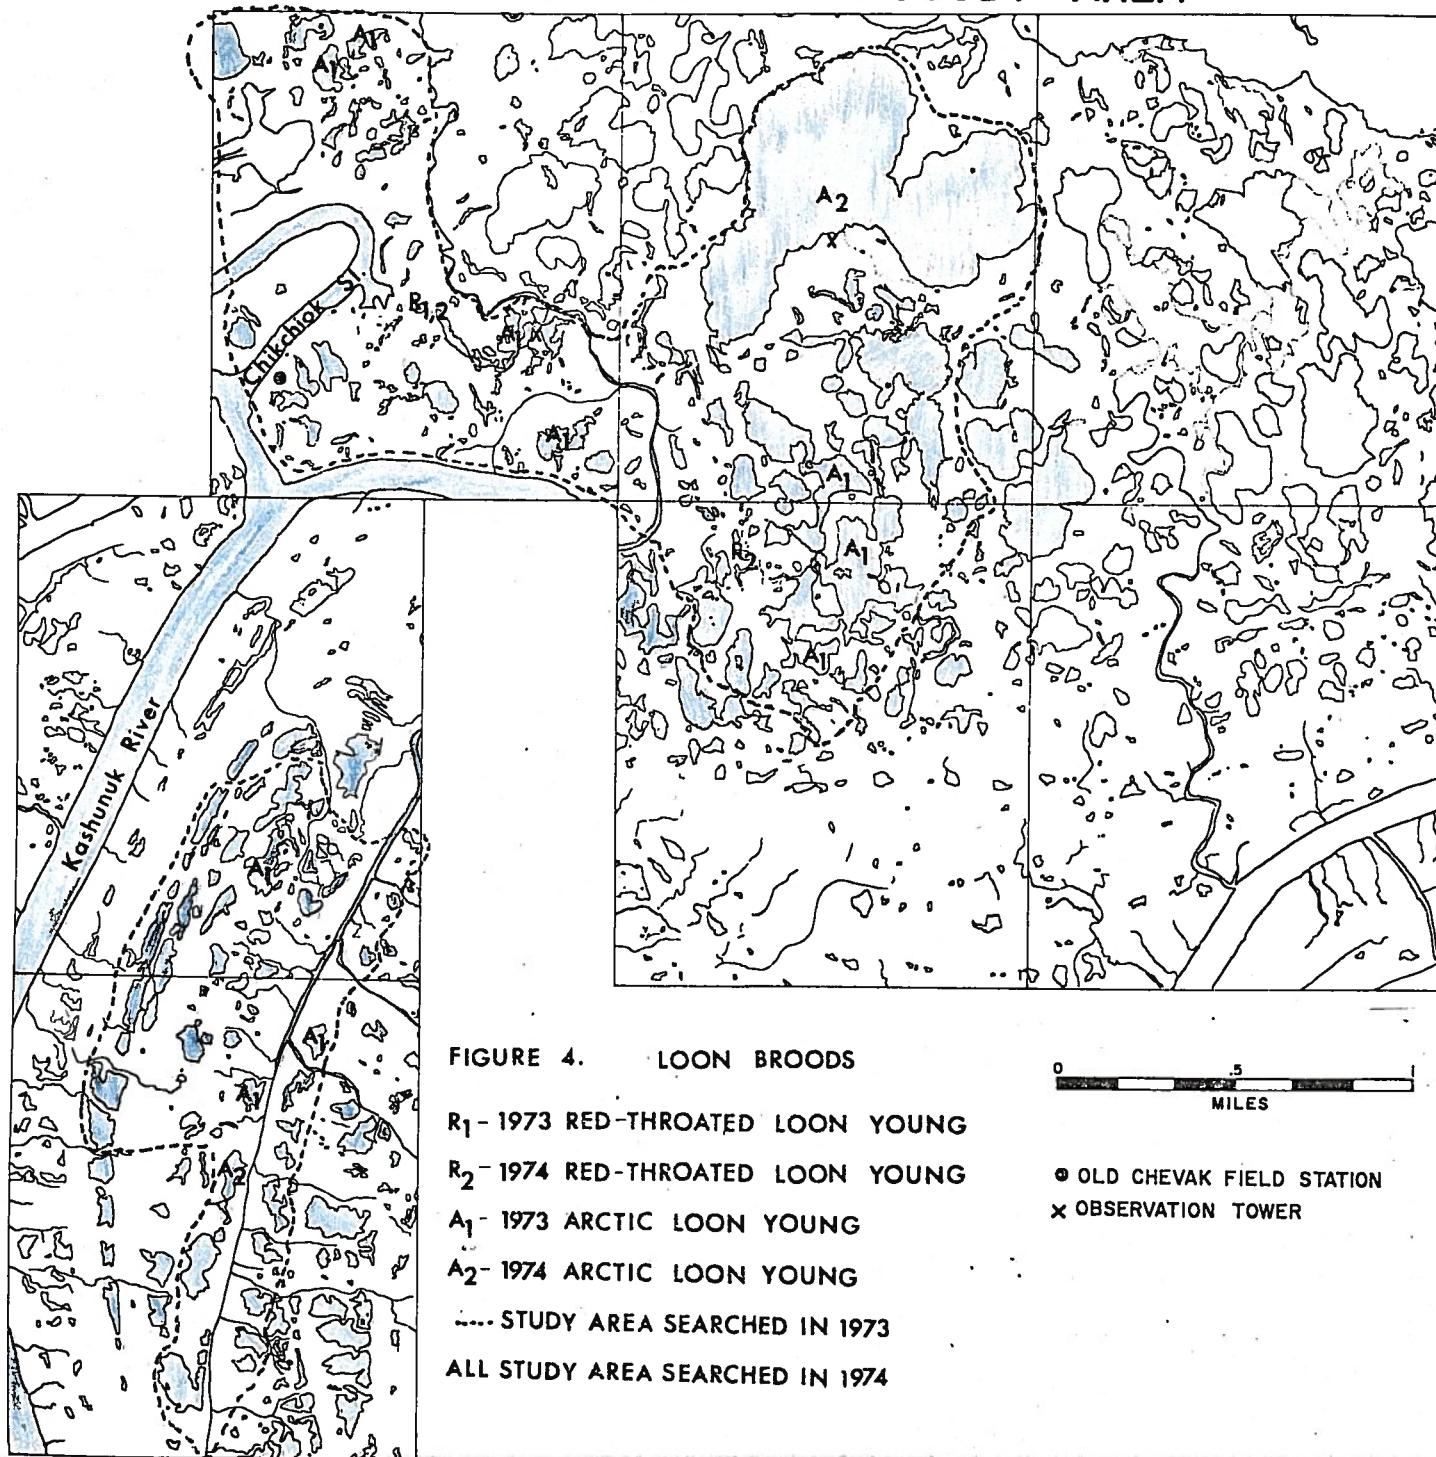 AREA
A1
A1
A2
x
Chikchiok Sl.
R1,2
A1 x
A1
A1
R2
A1
A1
Kashunuk River
A1
A1
A1
A2
FIGURE 4. LOON BROODS
R1 - 1973 RED-THROATED LOON YOUNG
R2 - 1974 RED-THROATED LOON YOUNG
A1 - 1973 ARCTIC LOON YOUNG
A2 - 1974 ARCTIC LOON YOUNG
---- STUDY AREA SEARCHED IN 1973
ALL STUDY AREA SEARCHED IN 1974
0 .5 1
MILES
OLD CHEVAK FIELD STATION
x OBSERVATION TOWER